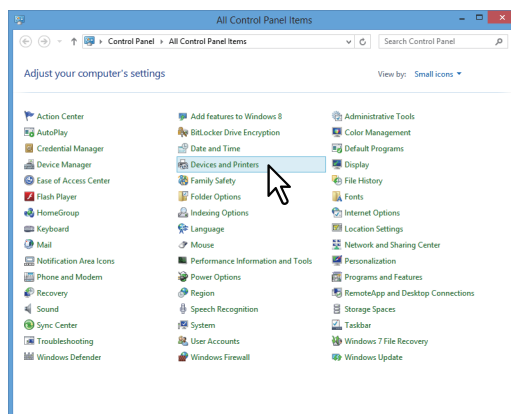 All Control Panel Items
Control Panel ▸ All Control Panel Items
Search Control Panel
Adjust your computer's settings
View by: Small icons
Action Center
Add features to Windows 8
Administrative Tools
AutoPlay
BitLocker Drive Encryption
Color Management
Credential Manager
Date and Time
Default Programs
Device Manager
Devices and Printers
Display
Ease of Access Center
Family Safety
File History
Flash Player
Folder Options
Fonts
HomeGroup
Indexing Options
Internet Options
Keyboard
Language
Location Settings
Mail
Mouse
Network and Sharing Center
Notification Area Icons
Performance Information and Tools
Personalization
Phone and Modem
Power Options
Programs and Features
Recovery
Region
RemoteApp and Desktop Connections
Sound
Speech Recognition
Storage Spaces
Sync Center
System
Taskbar
Troubleshooting
User Accounts
Windows 7 File Recovery
Windows Defender
Windows Firewall
Windows Update